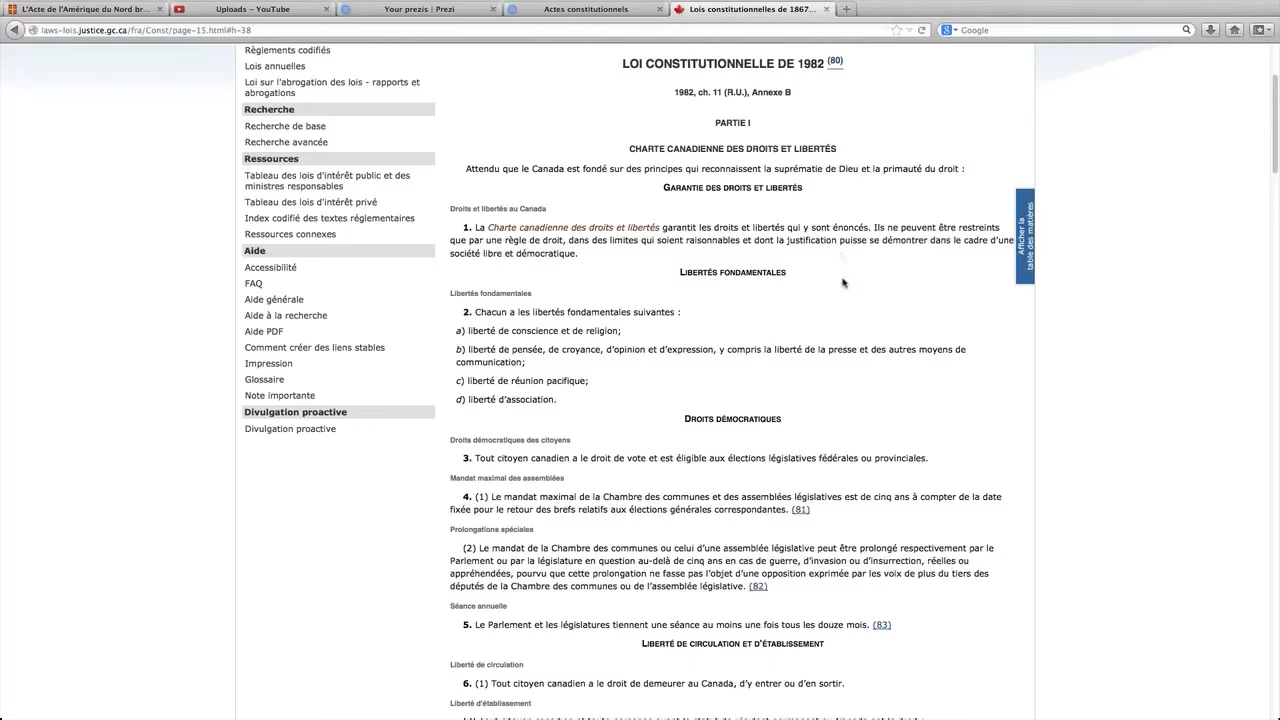 L'Acte de l'Amérique du Nord br...
Uploads - YouTube
Your prezis | Prezi
Actes constitutionnels
Lois constitutionnelles de 1867...
laws-lois.justice.gc.ca/fra/Const/page-15.html#h-38
Google
Règlements codifiés
Lois annuelles
Loi sur l'abrogation des lois - rapports et
abrogations
Recherche
Recherche de base
Recherche avancée
Ressources
Tableau des lois d'intérêt public et des
ministres responsables
Tableau des lois d'intérêt privé
Index codifié des textes réglementaires
Ressources connexes
Aide
Accessibilité
FAQ
Aide générale
Aide à la recherche
Aide PDF
Comment créer des liens stables
Impression
Glossaire
Note importante
Divulgation proactive
Divulgation proactive
LOI CONSTITUTIONNELLE DE 1982 (80)
1982, ch. 11 (R.U.), Annexe B
PARTIE I
CHARTE CANADIENNE DES DROITS ET LIBERTÉS
Attendu que le Canada est fondé sur des principes qui reconnaissent la suprématie de Dieu et la primauté du droit :
GARANTIE DES DROITS ET LIBERTÉS
Droits et libertés au Canada
1. La Charte canadienne des droits et libertés garantit les droits et libertés qui y sont énoncés. Ils ne peuvent être restreints
que par une règle de droit, dans des limites qui soient raisonnables et dont la justification puisse se démontrer dans le cadre d'une
société libre et démocratique.
LIBERTÉS FONDAMENTALES
Libertés fondamentales
2. Chacun a les libertés fondamentales suivantes :
a) liberté de conscience et de religion;
b) liberté de pensée, de croyance, d'opinion et d'expression, y compris la liberté de la presse et des autres moyens de
communication;
c) liberté de réunion pacifique;
d) liberté d'association.
DROITS DÉMOCRATIQUES
Droits démocratiques des citoyens
3. Tout citoyen canadien a le droit de vote et est éligible aux élections législatives fédérales ou provinciales.
Mandat maximal des assemblées
4. (1) Le mandat maximal de la Chambre des communes et des assemblées législatives est de cinq ans à compter de la date
fixée pour le retour des brefs relatifs aux élections générales correspondantes. (81)
Prolongations spéciales
(2) Le mandat de la Chambre des communes ou celui d'une assemblée législative peut être prolongé respectivement par le
Parlement ou par la législature en question au-delà de cinq ans en cas de guerre, d'invasion ou d'insurrection, réelles ou
appréhendées, pourvu que cette prolongation ne fasse pas l'objet d'une opposition exprimée par les voix de plus du tiers des
députés de la Chambre des communes ou de l'assemblée législative. (82)
Séance annuelle
5. Le Parlement et les législatures tiennent une séance au moins une fois tous les douze mois. (83)
LIBERTÉ DE CIRCULATION ET D'ÉTABLISSEMENT
Liberté de circulation
6. (1) Tout citoyen canadien a le droit de demeurer au Canada, d'y entrer ou d'en sortir.
Liberté d'établissement
Afficher la
table des matières